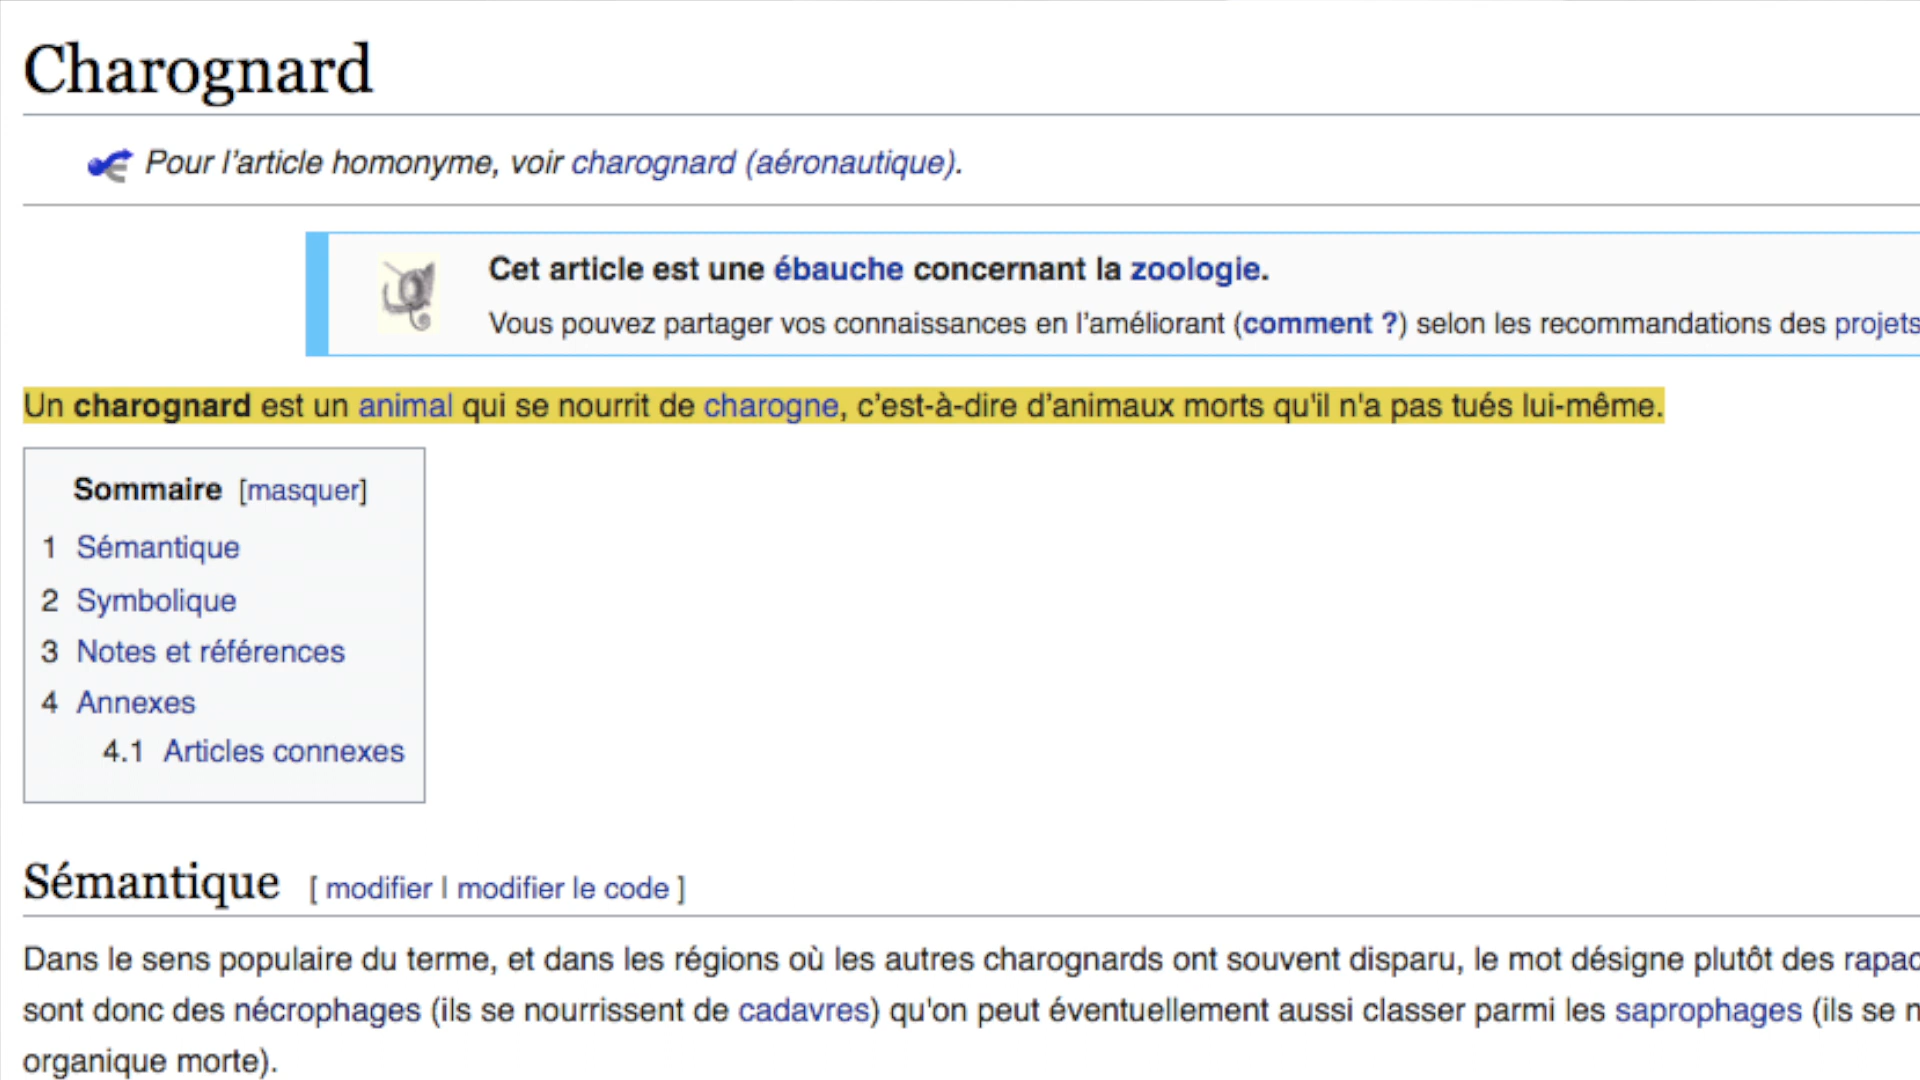 Charognard
Pour l’article homonyme, voir charognard (aéronautique).
Cet article est une ébauche concernant la zoologie.
Vous pouvez partager vos connaissances en l’améliorant (comment ?) selon les recommandations des projets
Un charognard est un animal qui se nourrit de charogne, c’est-à-dire d’animaux morts qu'il n'a pas tués lui-même.
Sommaire [masquer]
1 Sémantique
2 Symbolique
3 Notes et références
4 Annexes
4.1 Articles connexes
Sémantique [ modifier | modifier le code ]
Dans le sens populaire du terme, et dans les régions où les autres charognards ont souvent disparu, le mot désigne plutôt des
sont donc des nécrophages (ils se nourrissent de cadavres) qu'on peut éventuellement aussi classer parmi les saprophages (ils se
organique morte).